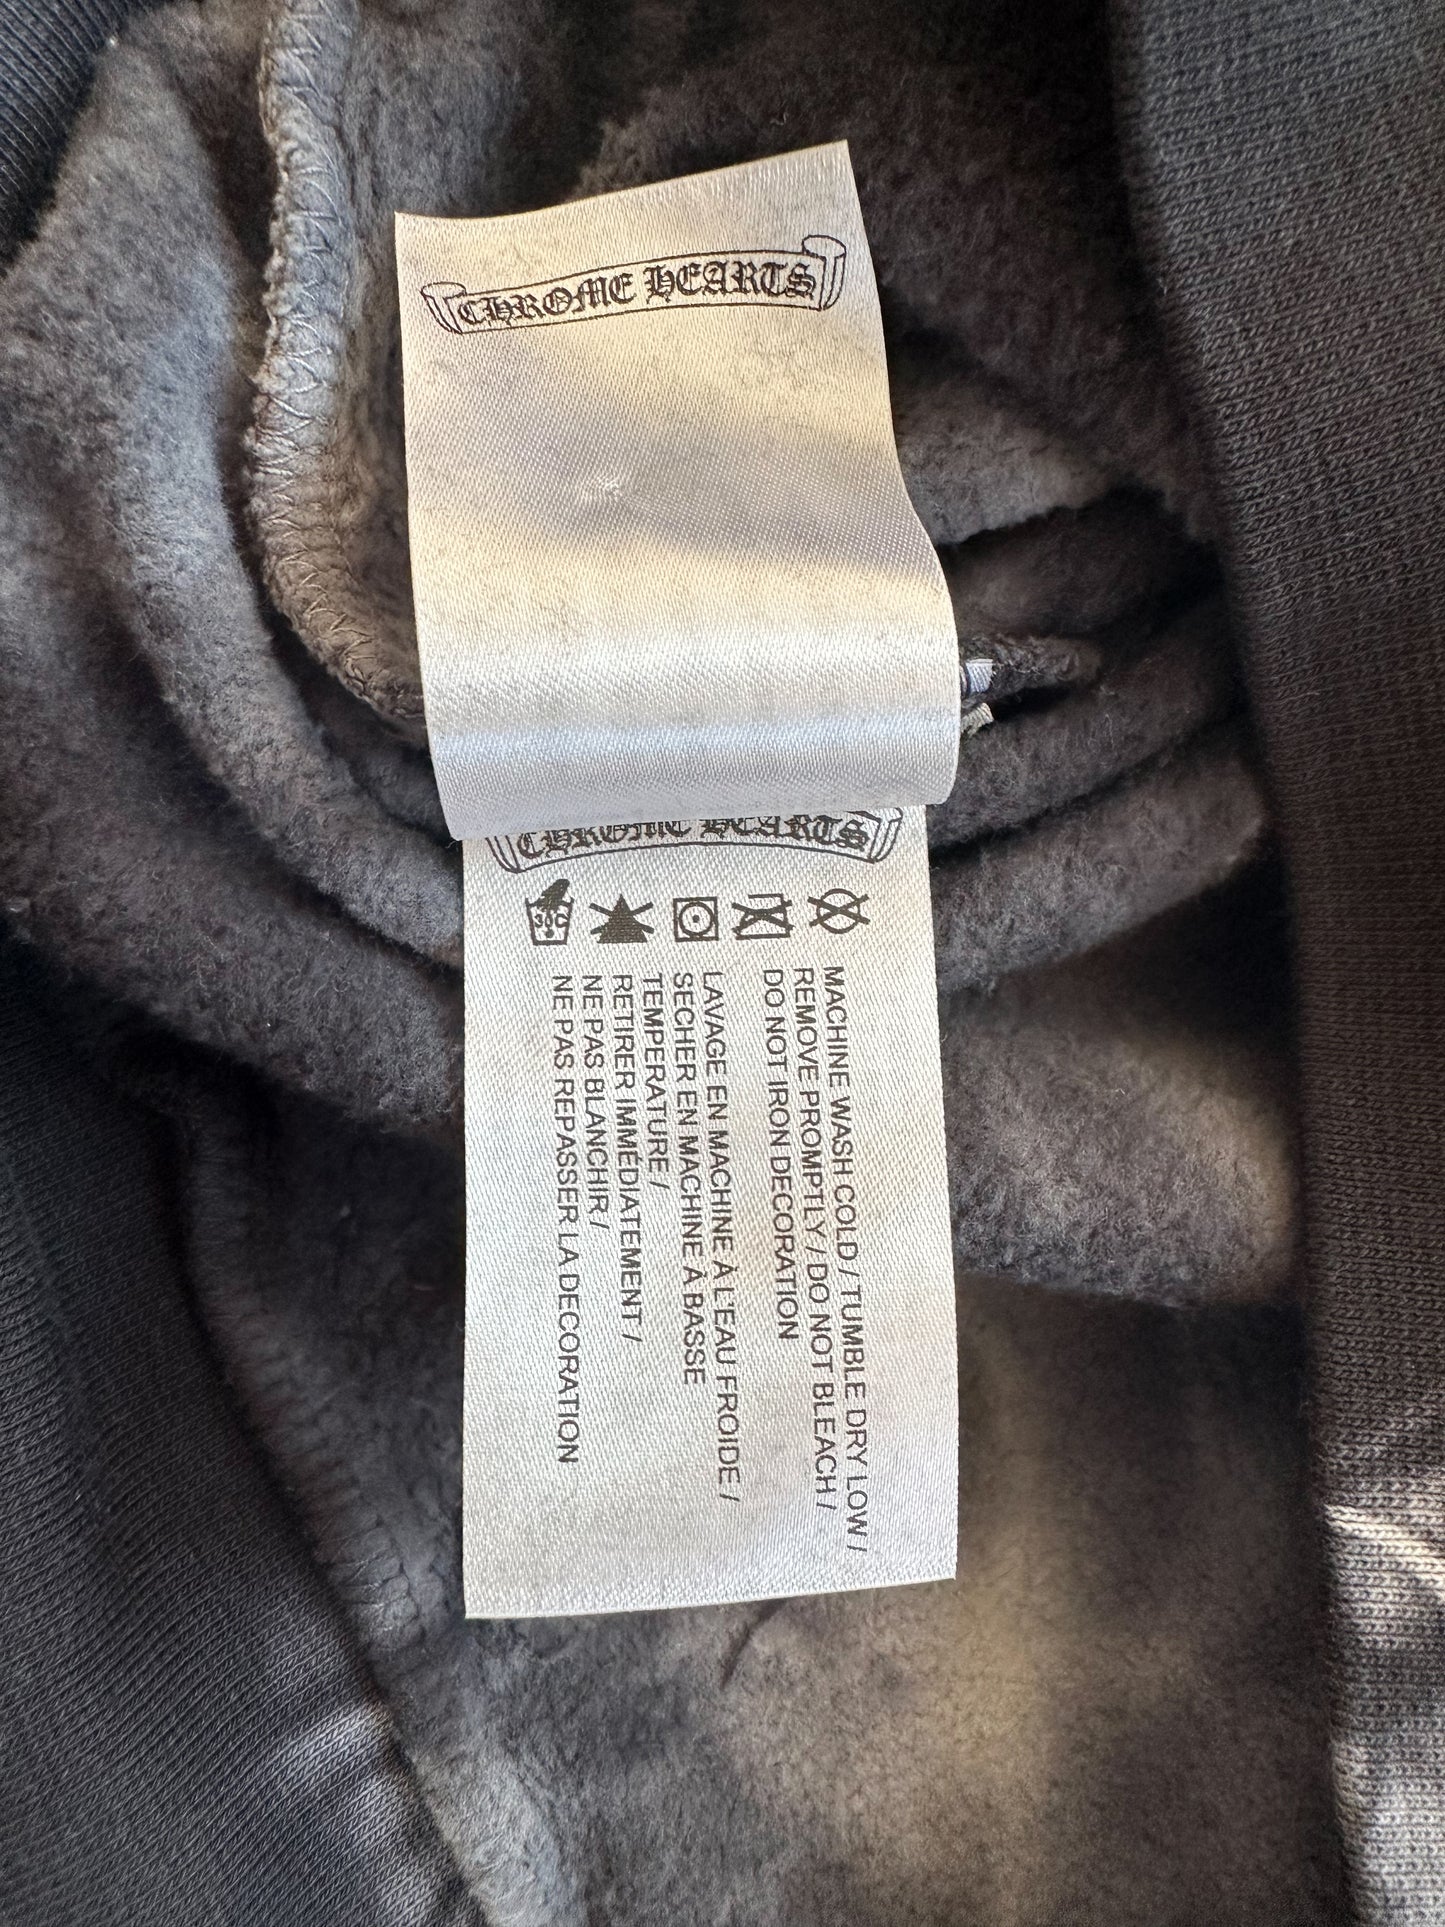 CHROME HEARTS
CHROME HEARTS
30C
MACHINE WASH COLD / TUMBLE DRY LOW /
REMOVE PROMPTLY / DO NOT BLEACH /
DO NOT IRON DECORATION
LAVAGE EN MACHINE À L'EAU FROIDE /
SECHER EN MACHINE À BASSE
TEMPERATURE /
RETIRER IMMÉDIATEMENT /
NE PAS BLANCHIR /
NE PAS REPASSER LA DECORATION